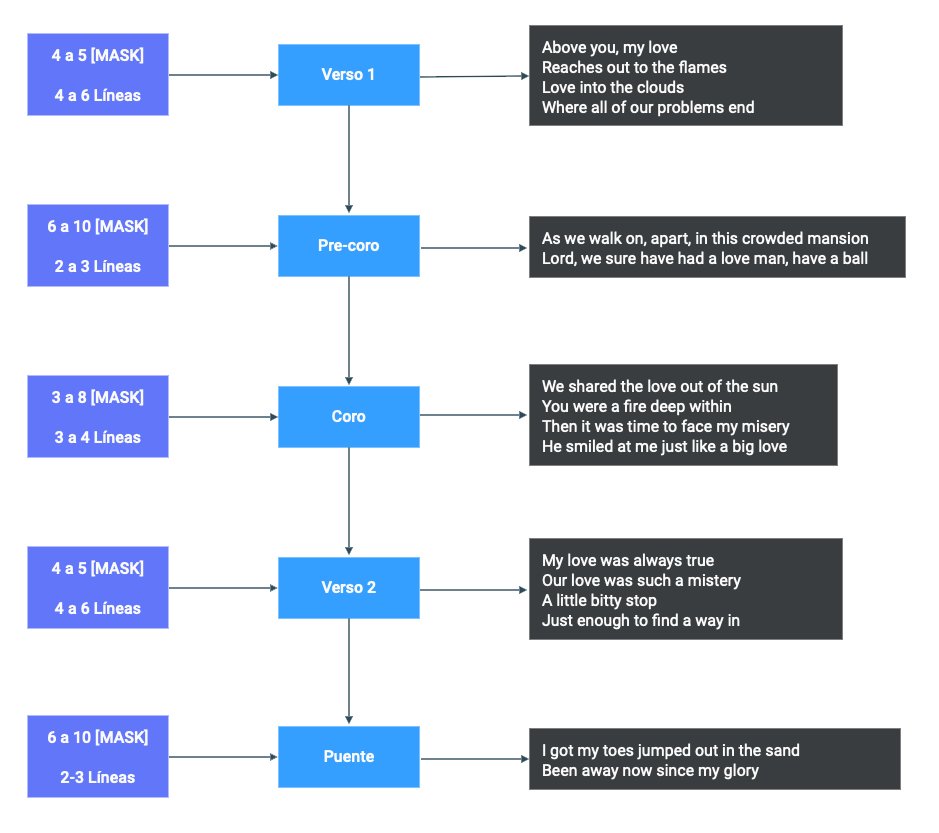 4 a 5 [MASK]
4 a 6 Líneas
Verso 1
Above you, my love
Reaches out to the flames
Love into the clouds
Where all of our problems end
6 a 10 [MASK]
2 a 3 Líneas
Pre-coro
As we walk on, apart, in this crowded mansion
Lord, we sure have had a love man, have a ball
3 a 8 [MASK]
3 a 4 Líneas
Coro
We shared the love out of the sun
You were a fire deep within
Then it was time to face my misery
He smiled at me just like a big love
4 a 5 [MASK]
4 a 6 Líneas
Verso 2
My love was always true
Our love was such a mistery
A little bitty stop
Just enough to find a way in
6 a 10 [MASK]
2-3 Líneas
Puente
I got my toes jumped out in the sand
Been away now since my glory